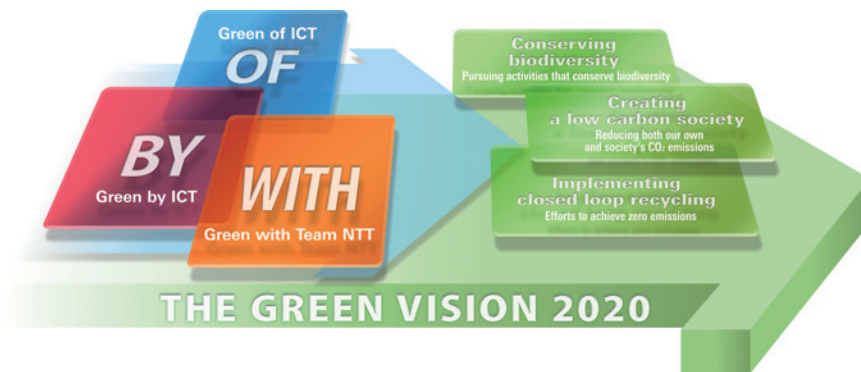 Green of ICT
OF
BY
Green by ICT
WITH
Green with Team NTT
Conserving
biodiversity
Pursuing activities that conserve biodiversity
Creating
a low carbon society
Reducing both our own
and society's CO₂ emissions
Implementing
closed loop recycling
Efforts to achieve zero emissions
THE GREEN VISION 2020